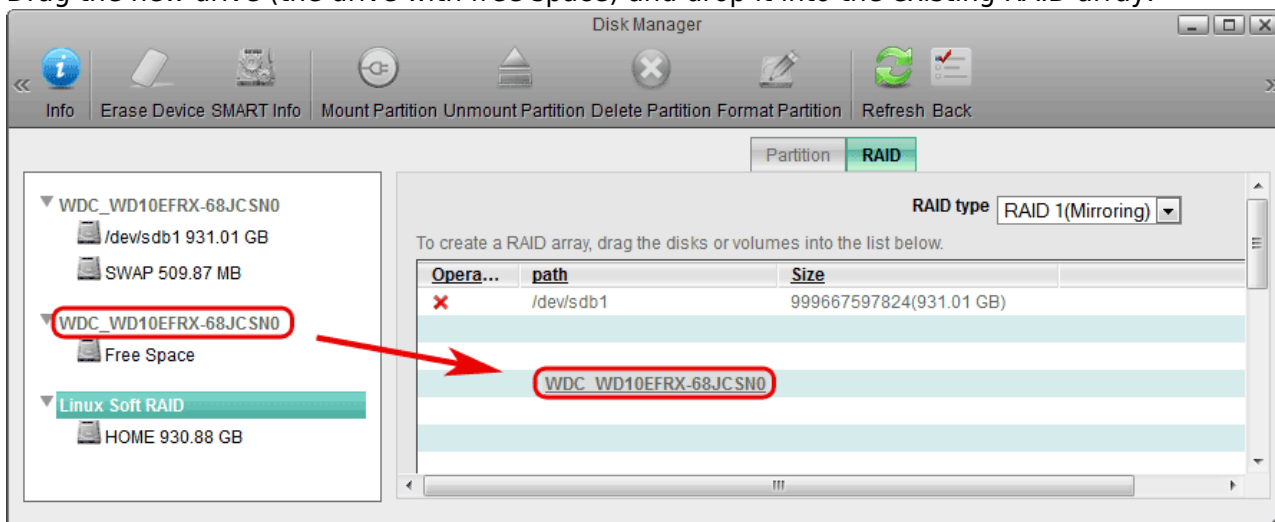 Drag the new drive (the drive with free space) and drop it into the existing RAID array.
Disk Manager
Info Erase Device SMART Info Mount Partition Unmount Partition Delete Partition Format Partition Refresh Back
Partition RAID
WDC_WD10EFRX-68JCSN0
/dev/sdb1 931.01 GB
SWAP 509.87 MB
WDC_WD10EFRX-68JCSN0
Free Space
Linux Soft RAID
HOME 930.88 GB
RAID type RAID 1(Mirroring)
To create a RAID array, drag the disks or volumes into the list below.
Opera... path Size
/dev/sdb1 999667597824(931.01 GB)
WDC_WD10EFRX-68JCSN0